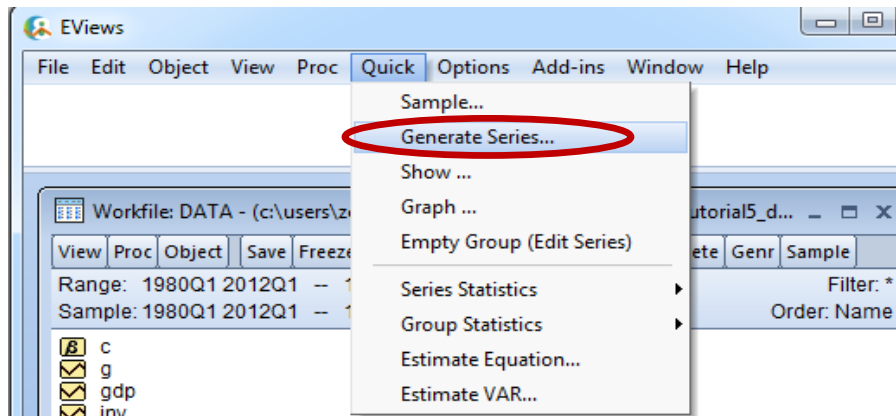 EViews
File Edit Object View Proc Quick Options Add-ins Window Help
Sample...
Generate Series...
Show ...
Graph ...
Empty Group (Edit Series)
Series Statistics
Group Statistics
Estimate Equation...
Estimate VAR...
Workfile: DATA - (c:\users\z utorial5_d...
View Proc Object Save Freeze ete Genr Sample
Range: 1980Q1 2012Q1 -- Filter: *
Sample: 1980Q1 2012Q1 -- Order: Name
c
g
gdp
inv